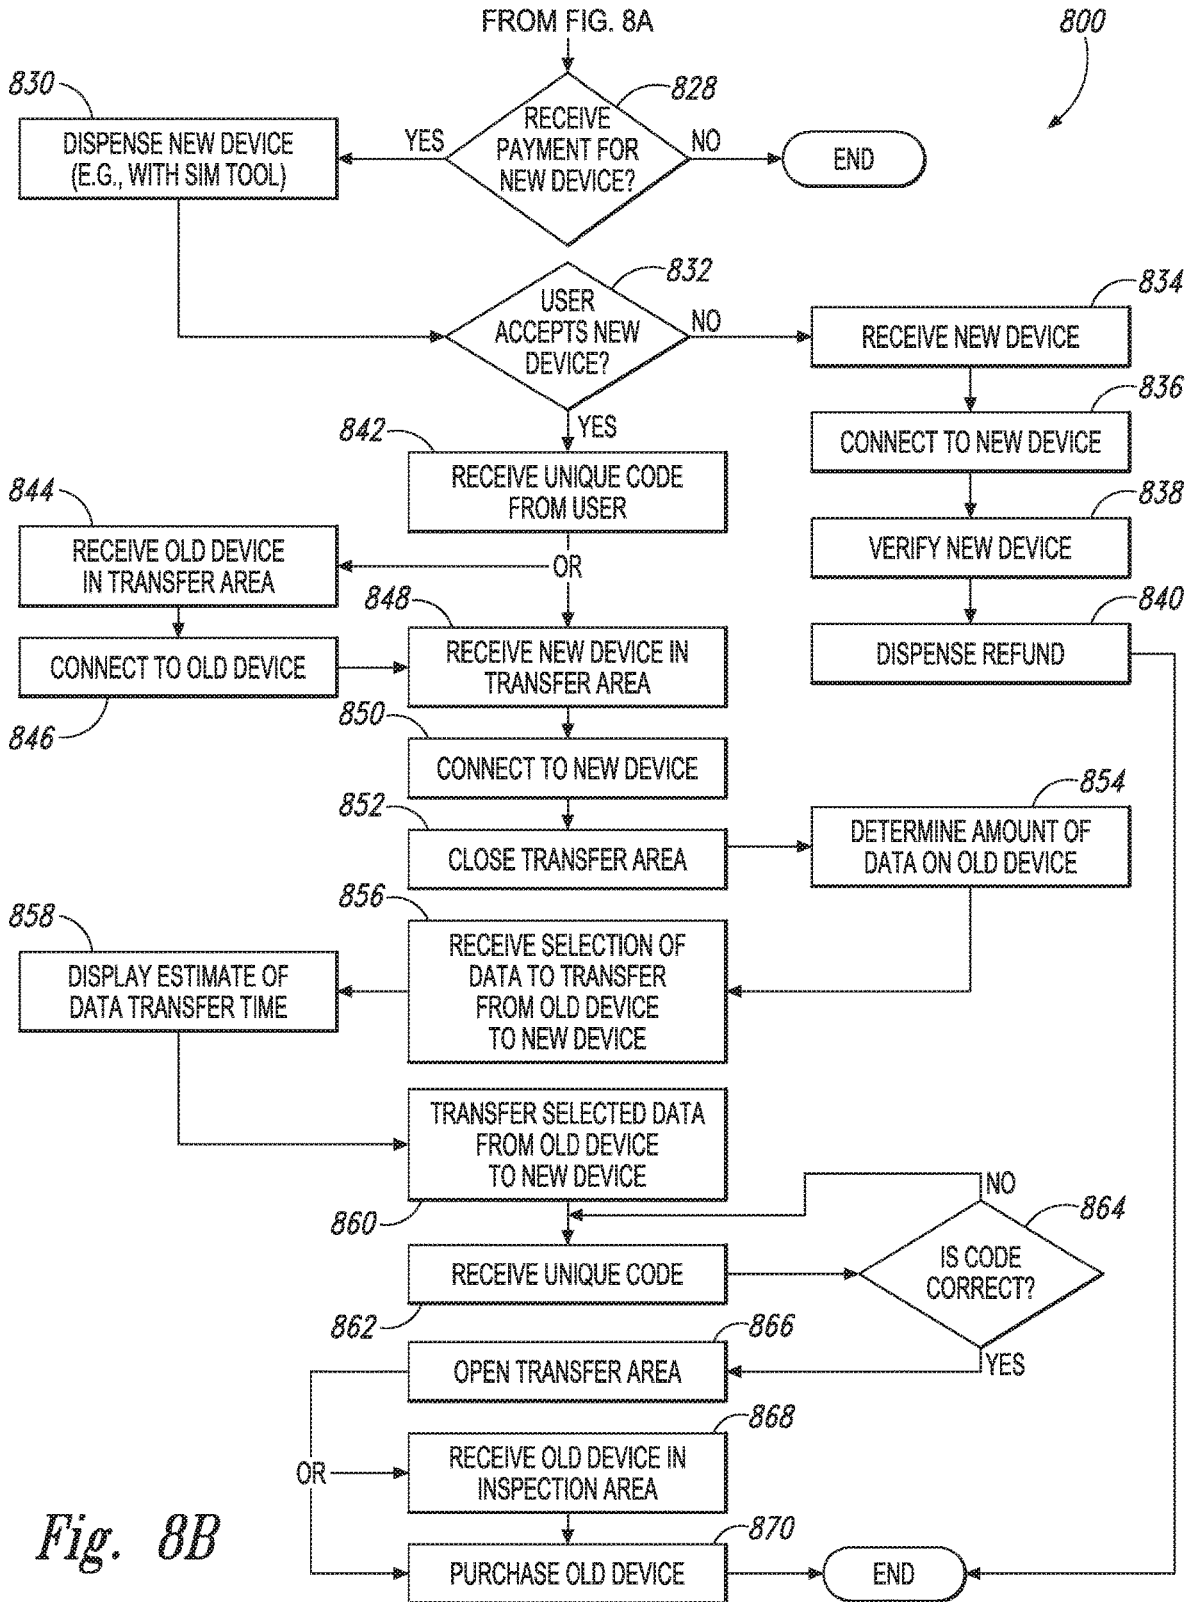 FROM FIG. 8A
800
828
RECEIVE
PAYMENT FOR
NEW DEVICE?
YES
NO
END
830
DISPENSE NEW DEVICE
(E.G., WITH SIM TOOL)
832
USER
ACCEPTS NEW
DEVICE?
NO
YES
834
RECEIVE NEW DEVICE
836
CONNECT TO NEW DEVICE
838
VERIFY NEW DEVICE
840
DISPENSE REFUND
842
RECEIVE UNIQUE CODE
FROM USER
OR
844
RECEIVE OLD DEVICE
IN TRANSFER AREA
CONNECT TO OLD DEVICE
846
848
RECEIVE NEW DEVICE IN
TRANSFER AREA
850
CONNECT TO NEW DEVICE
852
CLOSE TRANSFER AREA
854
DETERMINE AMOUNT OF
DATA ON OLD DEVICE
856
RECEIVE SELECTION OF
DATA TO TRANSFER
FROM OLD DEVICE
TO NEW DEVICE
858
DISPLAY ESTIMATE OF
DATA TRANSFER TIME
TRANSFER SELECTED DATA
FROM OLD DEVICE
TO NEW DEVICE
860
RECEIVE UNIQUE CODE
862
864
IS CODE
CORRECT?
NO
YES
866
OPEN TRANSFER AREA
868
RECEIVE OLD DEVICE IN
INSPECTION AREA
OR
870
PURCHASE OLD DEVICE
END
Fig. 8B